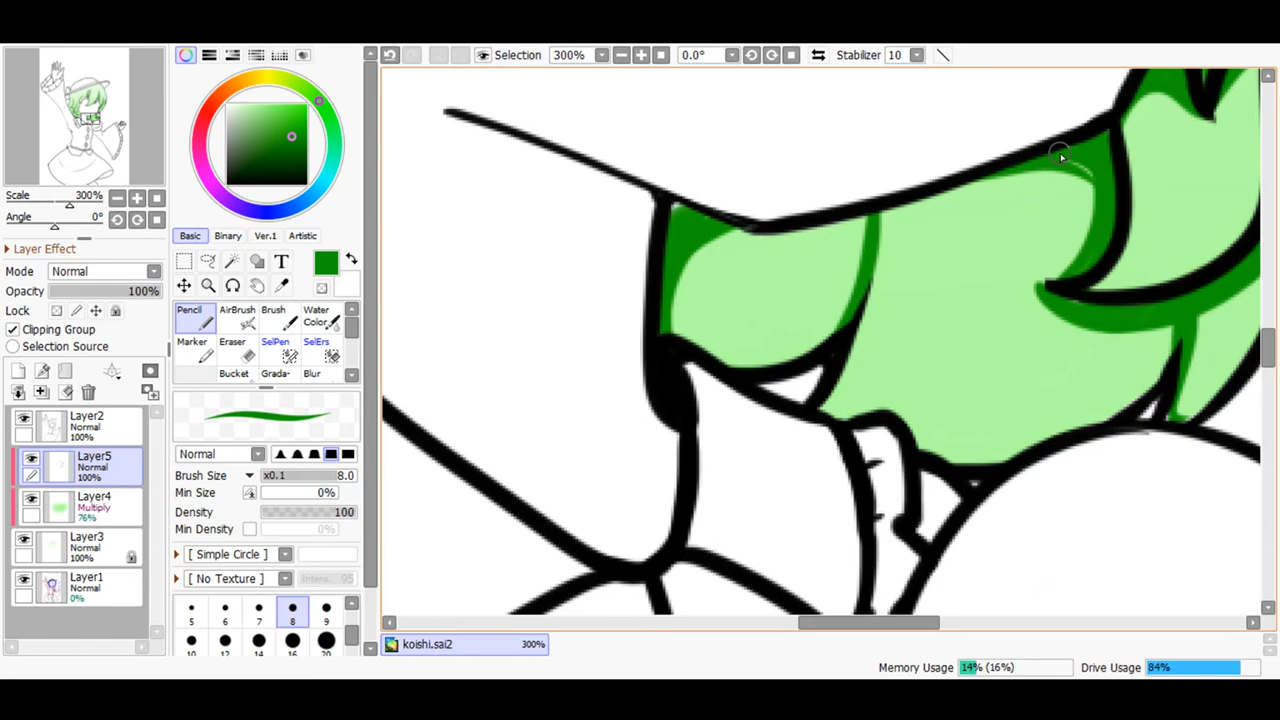 Selection 300% 0.0° Stabilizer 10
Scale 300%
Angle 0°
Layer Effect
Mode Normal
Opacity 100%
Lock
Clipping Group
Selection Source
Layer2
Normal
100%
Layer5
Normal
100%
Layer4
Multiply
76%
Layer3
Normal
100%
Layer1
Normal
0%
Basic Binary Ver.1 Artistic
T
Pencil AirBrush Brush Water Color
Marker Eraser SelPen SelErs
Bucket Grada- Blur
Normal
Brush Size x0.1 8.0
Min Size 0%
Density 100
Min Density 0%
[ Simple Circle ]
[ No Texture ] Intens. 95
5 6 7 8 9
10 12 14 16 20
koishi.sai2 300%
Memory Usage 14% (16%) Drive Usage 84%